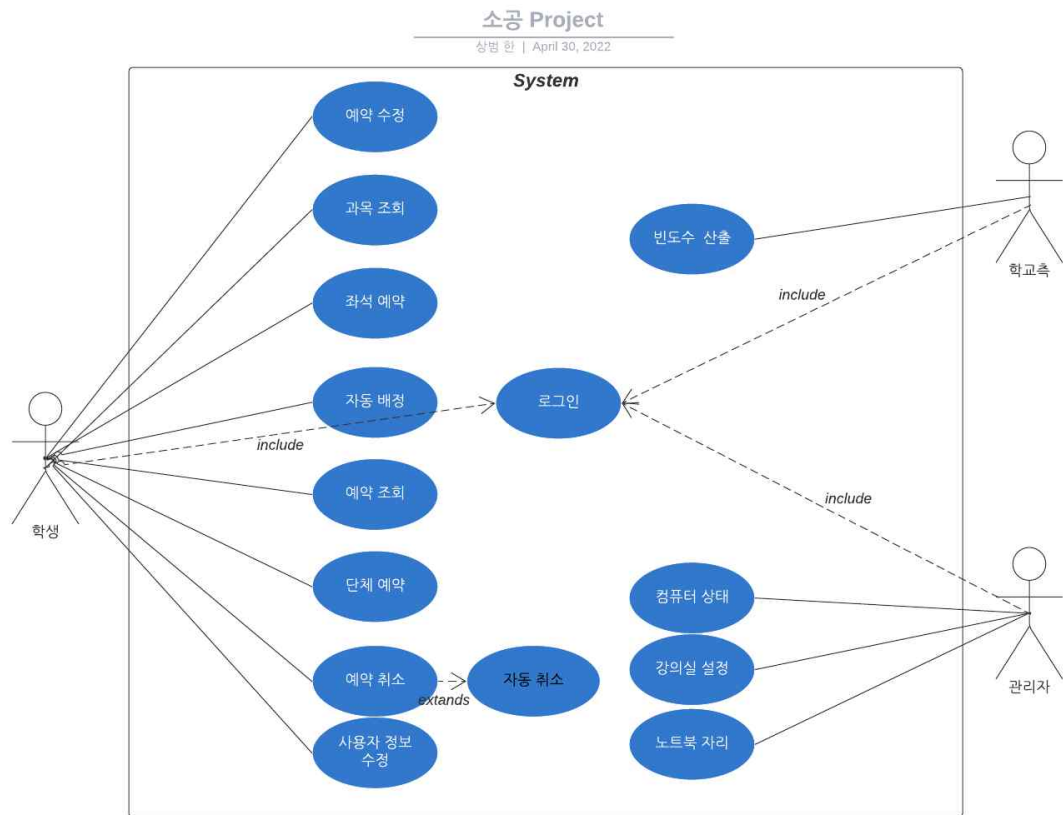 소공 Project
상범 한 | April 30, 2022
System
예약 수정
과목 조회
빈도수 산출
학교측
좌석 예약
include
자동 배정
로그인
include
예약 조회
include
학생
단체 예약
컴퓨터 상태
강의실 설정
관리자
예약 취소
자동 취소
extands
사용자 정보
수정
노트북 자리